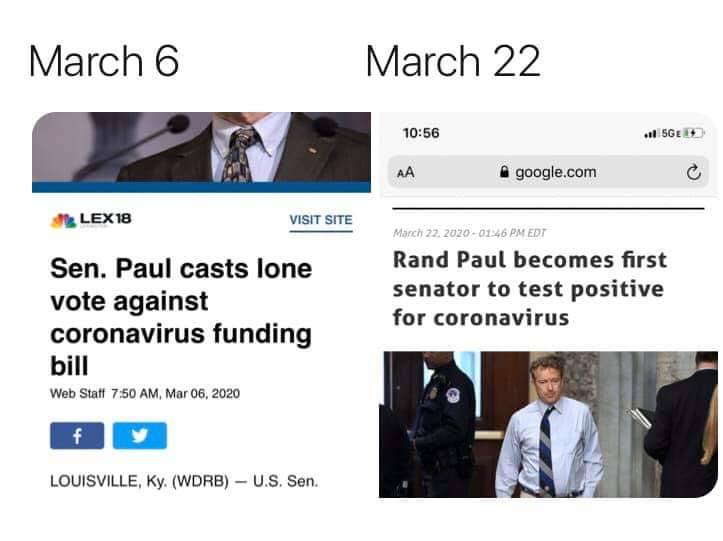 March 6
March 22
LEX18
VISIT SITE
Sen. Paul casts lone
vote against
coronavirus funding
bill
Web Staff 7:50 AM, Mar 06, 2020
f
LOUISVILLE, Ky. (WDRB) — U.S. Sen.
10:56
5GE
AA
google.com
March 22, 2020 - 01:46 PM EDT
Rand Paul becomes first
senator to test positive
for coronavirus